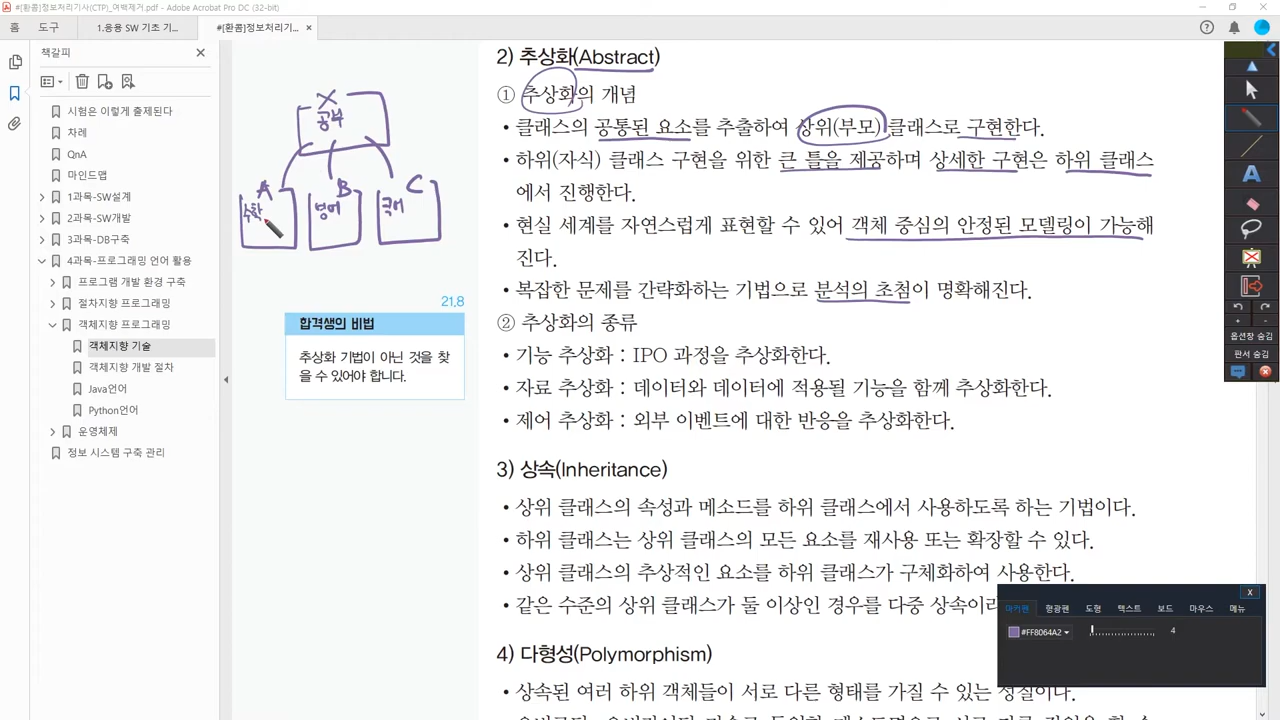 #[환콤]정보처리기사(CTP)_여백제거.pdf - Adobe Acrobat Pro DC (32-bit)
홈 도구 1.응용 SW 기초 기... #[환콤]정보처리기... ×
책갈피
시험은 이렇게 출제된다
차례
QnA
마인드맵
1과목-SW설계
2과목-SW개발
3과목-DB구축
4과목-프로그래밍 언어 활용
프로그램 개발 환경 구축
절차지향 프로그래밍
객체지향 프로그래밍
객체지향 기술
객체지향 개발 절차
Java언어
Python언어
운영체제
정보 시스템 구축 관리
X
공부
A B C
수학 영어 국어
21,8
합격생의 비법
추상화 기법이 아닌 것을 찾
을 수 있어야 합니다.
2) 추상화(Abstract)
① 추상화의 개념
• 클래스의 공통된 요소를 추출하여 상위(부모) 클래스로 구현한다.
• 하위(자식) 클래스 구현을 위한 큰 틀을 제공하며 상세한 구현은 하위 클래스
에서 진행한다.
• 현실 세계를 자연스럽게 표현할 수 있어 객체 중심의 안정된 모델링이 가능해
진다.
• 복잡한 문제를 간략화하는 기법으로 분석의 초첨이 명확해진다.
② 추상화의 종류
• 기능 추상화 : IPO 과정을 추상화한다.
• 자료 추상화 : 데이터와 데이터에 적용될 기능을 함께 추상화한다.
• 제어 추상화 : 외부 이벤트에 대한 반응을 추상화한다.
3) 상속(Inheritance)
• 상위 클래스의 속성과 메소드를 하위 클래스에서 사용하도록 하는 기법이다.
• 하위 클래스는 상위 클래스의 모든 요소를 재사용 또는 확장할 수 있다.
• 상위 클래스의 추상적인 요소를 하위 클래스가 구체화하여 사용한다.
• 같은 수준의 상위 클래스가 둘 이상인 경우를 다중 상속이라
4) 다형성(Polymorphism)
• 상속된 여러 하위 객체들이 서로 다른 형태를 가질 수 있는 성질이다.
옵션창 숨김
판서 숨김
X
마카펜 형광펜 도형 텍스트 보드 마우스 메뉴
#FF8064A2 4